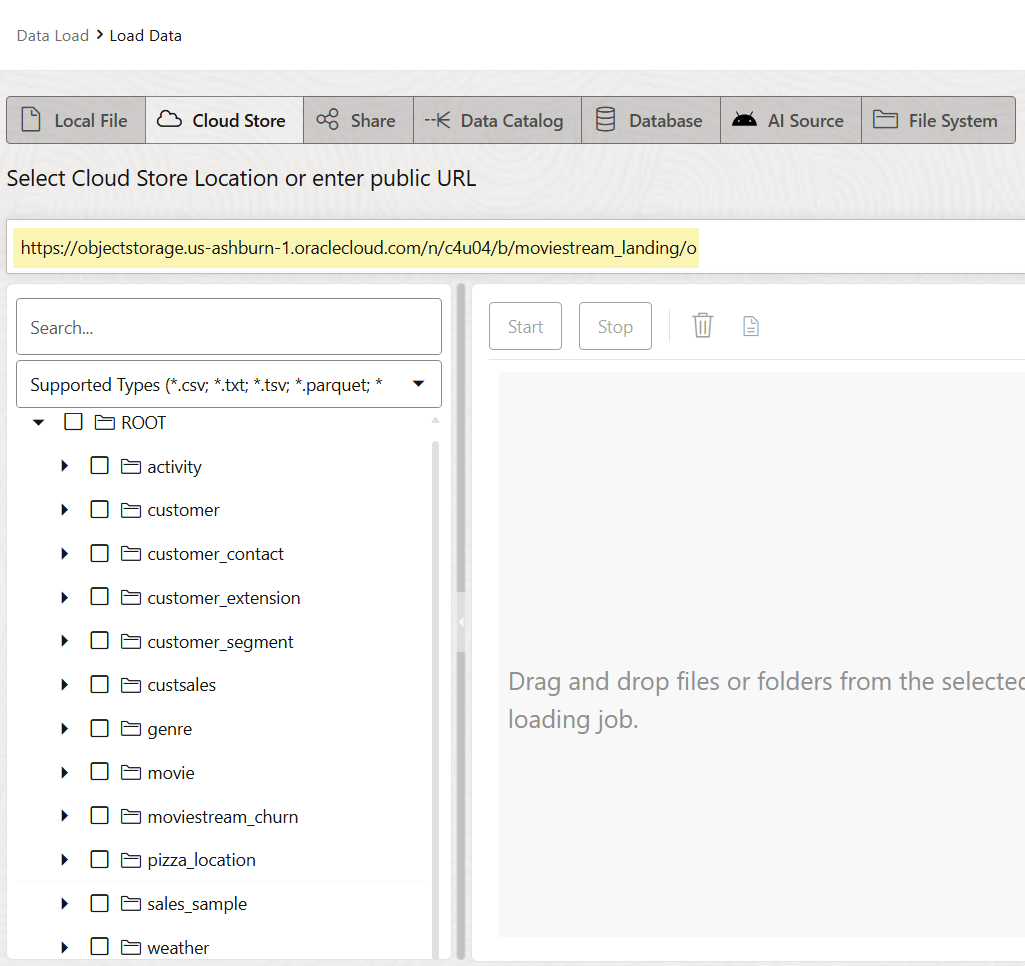 Data Load > Load Data
Local File Cloud Store Share Data Catalog Database AI Source File System
Select Cloud Store Location or enter public URL
https://objectstorage.us-ashburn-1.oraclecloud.com/n/c4u04/b/moviestream_landing/o
Search...
Supported Types (*.csv; *.txt; *.tsv; *.parquet; *
ROOT
activity
customer
customer_contact
customer_extension
customer_segment
custsales
genre
movie
moviestream_churn
pizza_location
sales_sample
weather
Start Stop
Drag and drop files or folders from the selected
loading job.